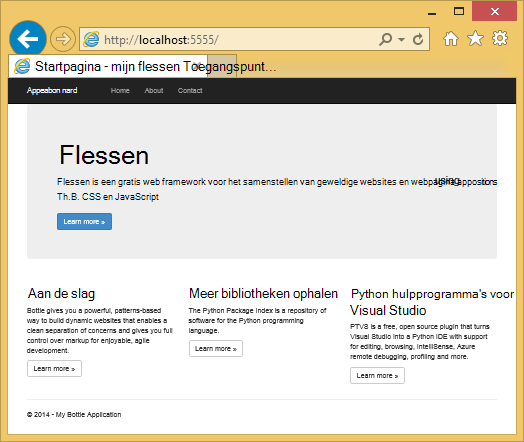 http://localhost:5555/
Startpagina - mijn flessen Toegangspunt...
Appeabon nard Home About Contact
Flessen
Flessen is een gratis web framework voor het samenstellen van geweldige websites en webpagina
Th.B. CSS en JavaScript
Learn more »
Aan de slag
Bottle gives you a powerful, patterns-based
way to build dynamic websites that enables a
clean separation of concerns and gives you full
control over markup for enjoyable, agile
development.
Learn more »
Meer bibliotheken ophalen
The Python Package Index is a repository of
software for the Python programming
language.
Learn more »
Python hulpprogramma's voor
Visual Studio
PTVS is a free, open source plugin that turns
Visual Studio into a Python IDE with support
for editing, browsing, IntelliSense, Azure
remote debugging, profiling and more.
Learn more »
© 2014 - My Bottle Application